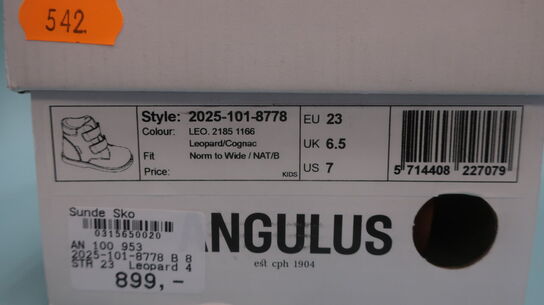 542
Style: 2025-101-8778
Colour: LEO. 2185 1166
Leopard/Cognac
Fit Norm to Wide / NAT/B
Price: KIDS
EU 23
UK 6.5
US 7
5 714408 227079
Sunde Sko
0315650020
AN 100 953
2025-101-8778 B 8
STR 23 Leopard 4
899,-
ANGULUS
est cph 1904